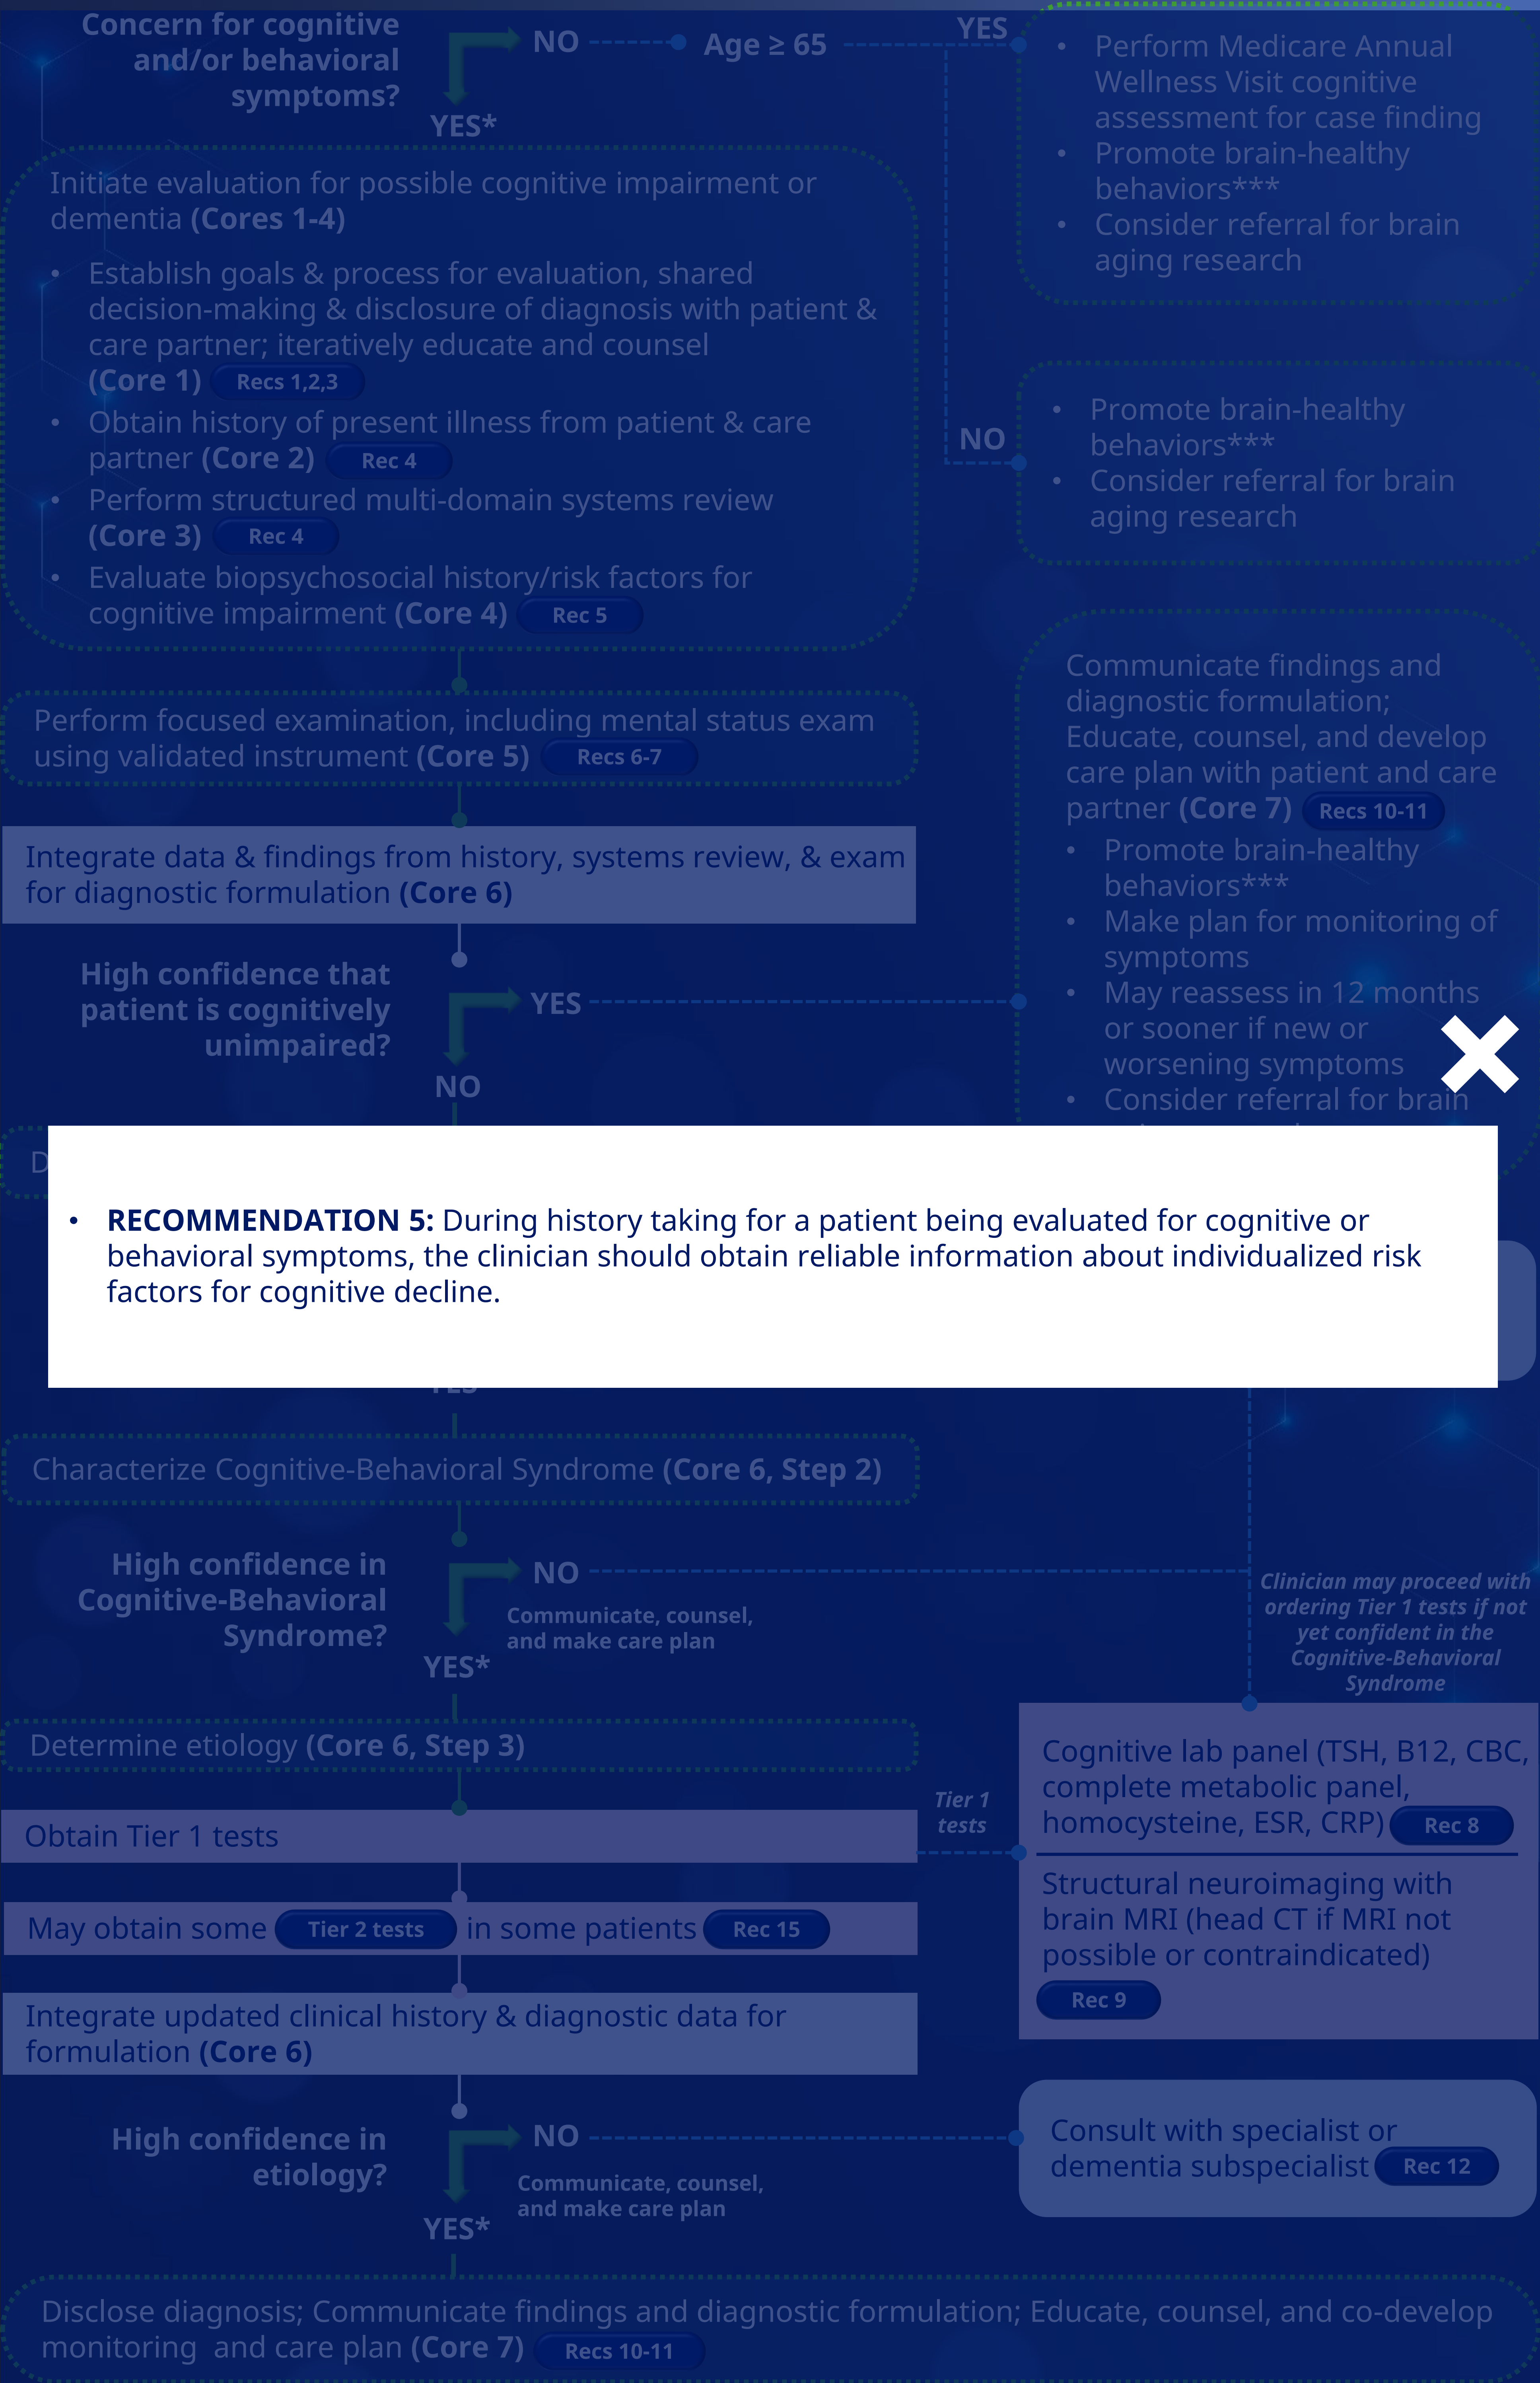 Concern for cognitive
and/or behavioral
symptoms?
NO
Age ≥ 65
YES
YES*
• Perform Medicare Annual
Wellness Visit cognitive
assessment for case finding
• Promote brain-healthy
behaviors***
• Consider referral for brain
aging research
Initiate evaluation for possible cognitive impairment or
dementia (Cores 1-4)
• Establish goals & process for evaluation, shared
decision-making & disclosure of diagnosis with patient &
care partner; iteratively educate and counsel
(Core 1) Recs 1,2,3
• Obtain history of present illness from patient & care
partner (Core 2) Rec 4
• Perform structured multi-domain systems review
(Core 3) Rec 4
• Evaluate biopsychosocial history/risk factors for
cognitive impairment (Core 4) Rec 5
NO
• Promote brain-healthy
behaviors***
• Consider referral for brain
aging research
Perform focused examination, including mental status exam
using validated instrument (Core 5) Recs 6-7
Integrate data & findings from history, systems review, & exam
for diagnostic formulation (Core 6)
High confidence that
patient is cognitively
unimpaired?
YES
NO
Communicate findings and
diagnostic formulation;
Educate, counsel, and develop
care plan with patient and care
partner (Core 7) Recs 10-11
• Promote brain-healthy
behaviors***
• Make plan for monitoring of
symptoms
• May reassess in 12 months
or sooner if new or
worsening symptoms
• Consider referral for brain
D
• RECOMMENDATION 5: During history taking for a patient being evaluated for cognitive or
behavioral symptoms, the clinician should obtain reliable information about individualized risk
factors for cognitive decline.
Characterize Cognitive-Behavioral Syndrome (Core 6, Step 2)
High confidence in
Cognitive-Behavioral
Syndrome?
NO
Communicate, counsel,
and make care plan
YES*
Clinician may proceed with
ordering Tier 1 tests if not
yet confident in the
Cognitive-Behavioral
Syndrome
Determine etiology (Core 6, Step 3)
Obtain Tier 1 tests
Tier 1
tests
Cognitive lab panel (TSH, B12, CBC,
complete metabolic panel,
homocysteine, ESR, CRP) Rec 8
Structural neuroimaging with
brain MRI (head CT if MRI not
possible or contraindicated)
Rec 9
May obtain some Tier 2 tests in some patients Rec 15
Integrate updated clinical history & diagnostic data for
formulation (Core 6)
High confidence in
etiology?
NO
Communicate, counsel,
and make care plan
YES*
Consult with specialist or
dementia subspecialist Rec 12
Disclose diagnosis; Communicate findings and diagnostic formulation; Educate, counsel, and co-develop
monitoring and care plan (Core 7) Recs 10-11